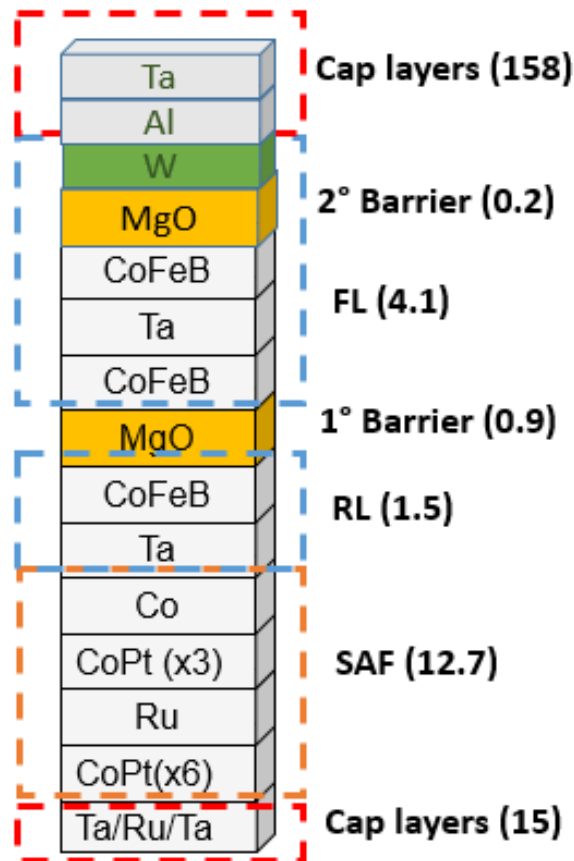 Ta
Cap layers (158)
Al
W
2° Barrier (0.2)
MgO
CoFeB
FL (4.1)
Ta
CoFeB
1° Barrier (0.9)
MgO
CoFeB
RL (1.5)
Ta
Co
CoPt (x3)
SAF (12.7)
Ru
CoPt(x6)
Ta/Ru/Ta
Cap layers (15)